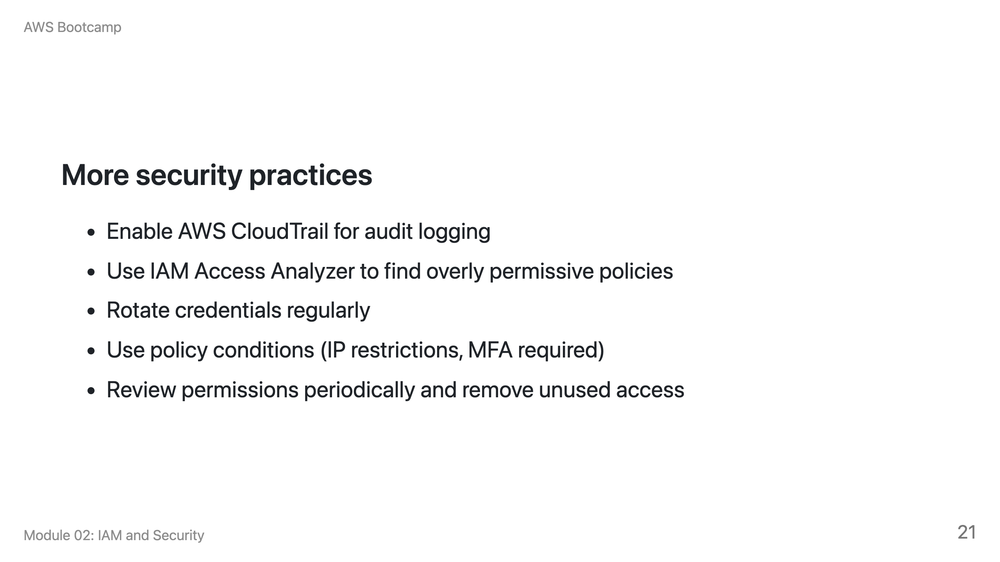 AWS Bootcamp
More security practices
• Enable AWS CloudTrail for audit logging
• Use IAM Access Analyzer to find overly permissive policies
• Rotate credentials regularly
• Use policy conditions (IP restrictions, MFA required)
• Review permissions periodically and remove unused access
Module 02: IAM and Security
21